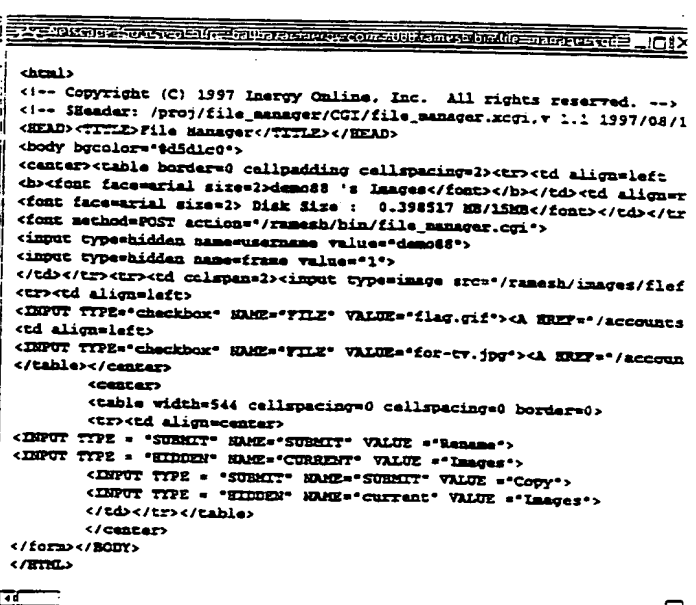 <html>
<!-- Copyright (C) 1997 Inergy Online, Inc.  All rights reserved. -->
<!-- $Header: /proj/file_manager/CGI/file_manager.xcgi,v 1.1 1997/08/1
<HEAD><TITLE>File Manager</TITLE></HEAD>
<body bgcolor="#d5d1c0">
<center><table border=0 cellpadding cellspacing=2><tr><td align=left
<b><font face=arial size=2>demo88 's Images</font></b></td><td align=r
<font face=arial size=2> Disk Size :  0.398517 MB/15MB</font></td></tr
<font method=POST action="/ramesh/bin/file_manager.cgi">
<input type=hidden name=username value="demo88">
<input type=hidden name=frame value="1">
</td></tr><tr><td colspan=2><input type=image src="/ramesh/images/flef
<tr><td align=left>
<INPUT TYPE="checkbox" NAME="FILE" VALUE="flag.gif"><A HREF="/accounts
<td align=left>
<INPUT TYPE="checkbox" NAME="FILE" VALUE="for-tv.jpg"><A HREF="/accoun
</table></center>
<center>
<table width=544 cellspacing=0 cellspacing=0 border=0>
<tr><td align=center>
<INPUT TYPE = "SUBMIT" NAME="SUBMIT" VALUE ="Rename">
<INPUT TYPE = "HIDDEN" NAME="CURRENT" VALUE ="Images">
<INPUT TYPE = "SUBMIT" NAME="SUBMIT" VALUE ="Copy">
<INPUT TYPE = "HIDDEN" NAME="current" VALUE ="Images">
</td></tr></table>
</center>
</form></BODY>
</HTML>